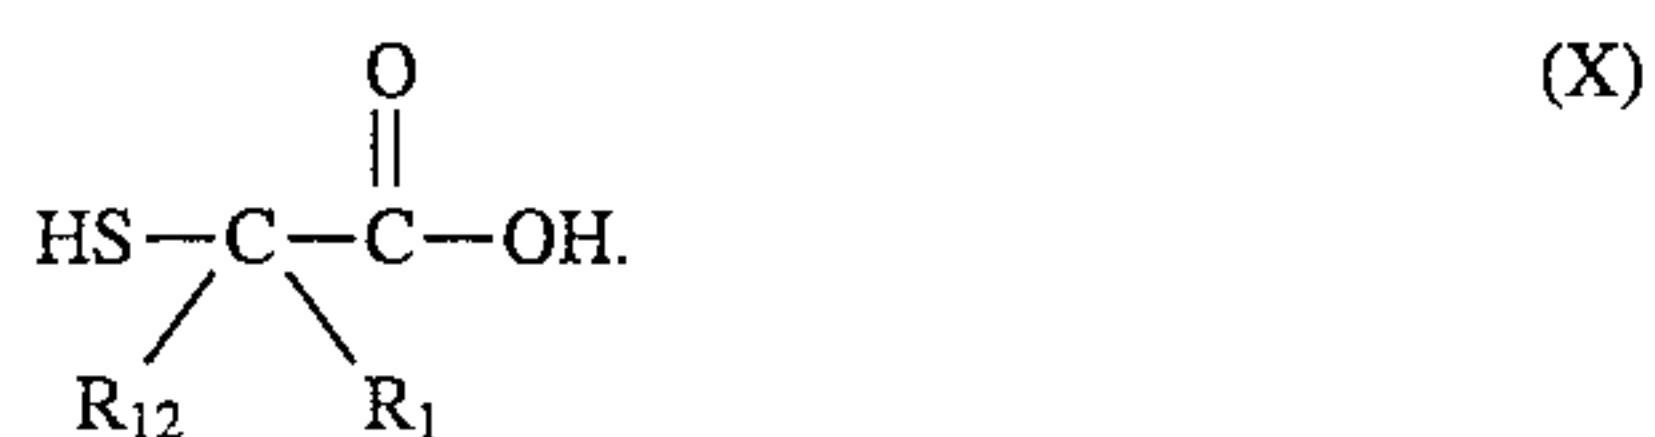 O (X)
HS—C—C—OH.
R12 R1